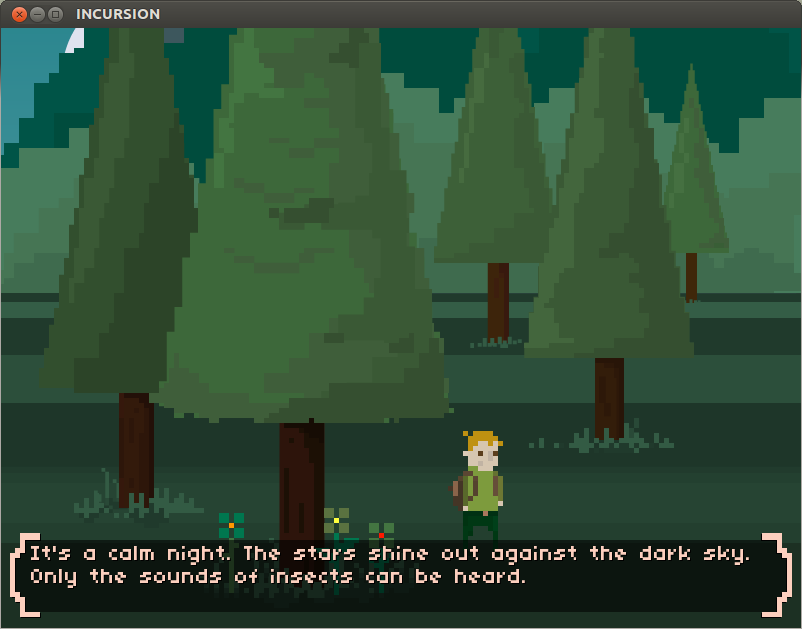 INCURSION
It's a calm night. The stars shine out against the dark sky.
Only the sounds of insects can be heard.